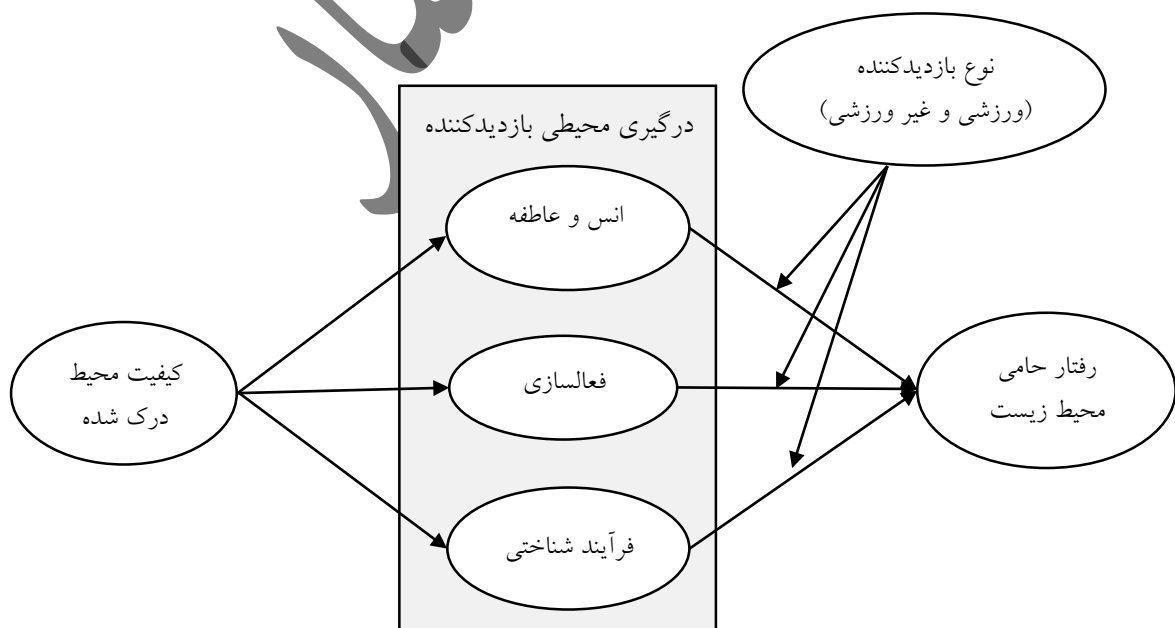 نوع بازدیدکننده
(ورزشی و غیر ورزشی)
درگیری محیطی بازدیدکننده
انس و عاطفه
کیفیت محیط
درک شده
فعالسازی
رفتار حامی
محیط زیست
فرآیند شناختی